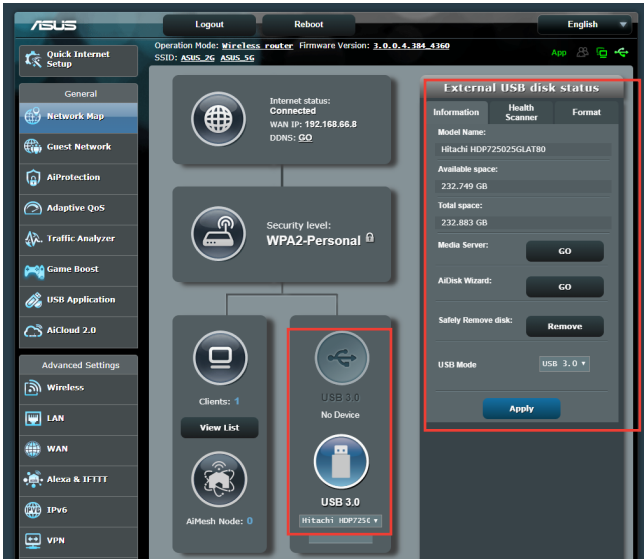 ASUS
Logout
Reboot
English
Operation Mode: Wireless router Firmware Version: 3.0.0.4.384_4360
SSID: ASUS_2G ASUS_5G
App
Quick Internet
Setup
General
Network Map
Guest Network
AiProtection
Adaptive QoS
Traffic Analyzer
Game Boost
USB Application
AiCloud 2.0
Advanced Settings
Wireless
LAN
WAN
Alexa & IFTTT
IPv6
VPN
Internet status:
Connected
WAN IP: 192.168.66.8
DDNS: GO
Security level:
WPA2-Personal
Clients: 1
View List
AiMesh Node: 0
USB 3.0
No Device
USB 3.0
Hitachi HDP725C
External USB disk status
Information
Health
Scanner
Format
Model Name:
Hitachi HDP725025GLAT80
Available space:
232.749 GB
Total space:
232.883 GB
Media Server:
GO
AiDisk Wizard:
GO
Safely Remove disk:
Remove
USB Mode
USB 3.0
Apply